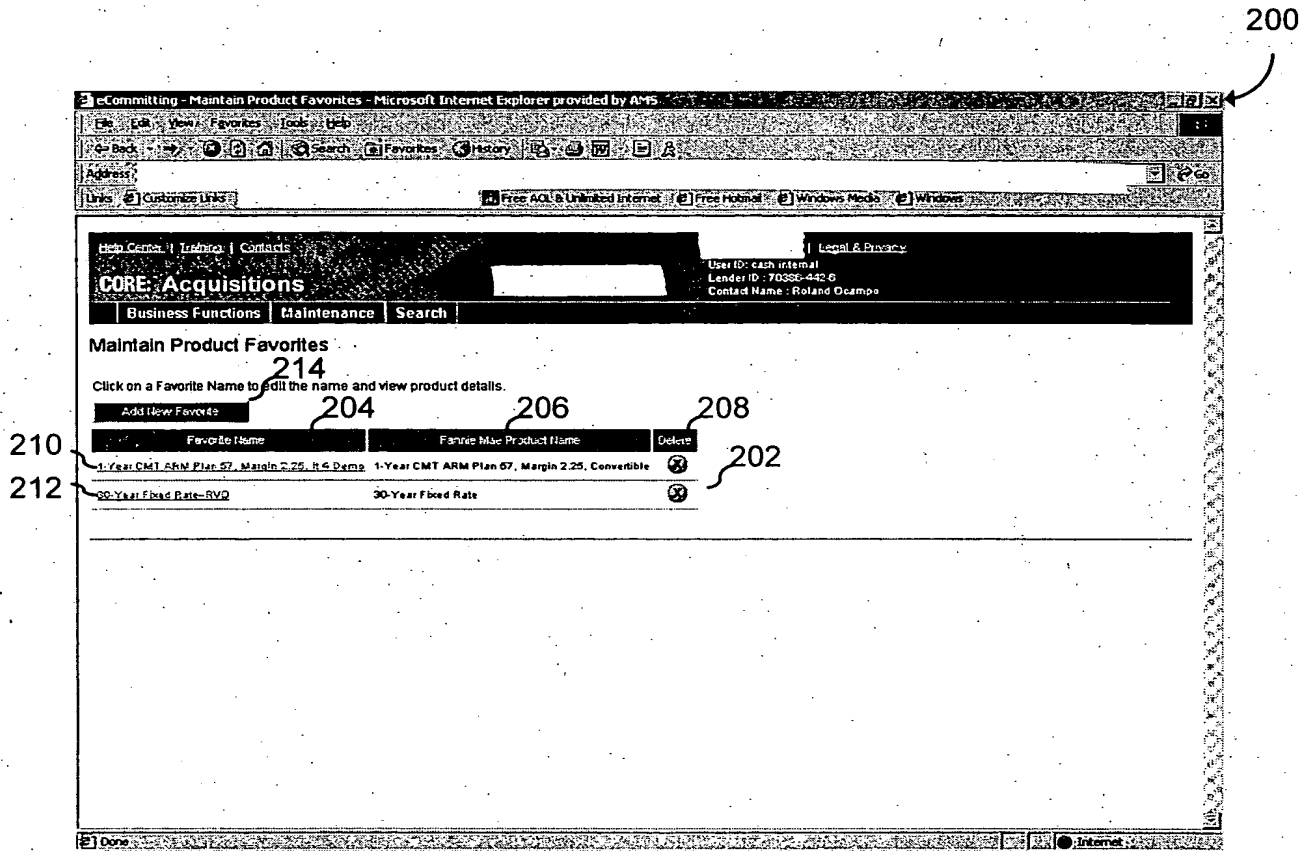 200
eCommitting - Maintain Product Favorites - Microsoft Internet Explorer provided by AMS
File Edit View Favorites Tools Help
Back Search Favorites History
Address Go
Links Customize Links Free AOL & Unlimited Internet Free Hotmail Windows Media Windows
Help Center | Training | Contacts | Legal & Privacy
User ID: cash internal
CORE: Acquisitions
Lender ID : 70386-442-6
Contact Name : Roland Ocampo
Business Functions Maintenance Search
Maintain Product Favorites
214
Click on a Favorite Name to edit the name and view product details.
Add New Favorite
204 206 208
Favorite Name Fannie Mae Product Name Delete
210
1-Year CMT ARM Plan 57, Margin 2.25, It 4 Demo 1-Year CMT ARM Plan 57, Margin 2.25, Convertible
202
212
30-Year Fixed Rate--RVO 30-Year Fixed Rate
Done Internet